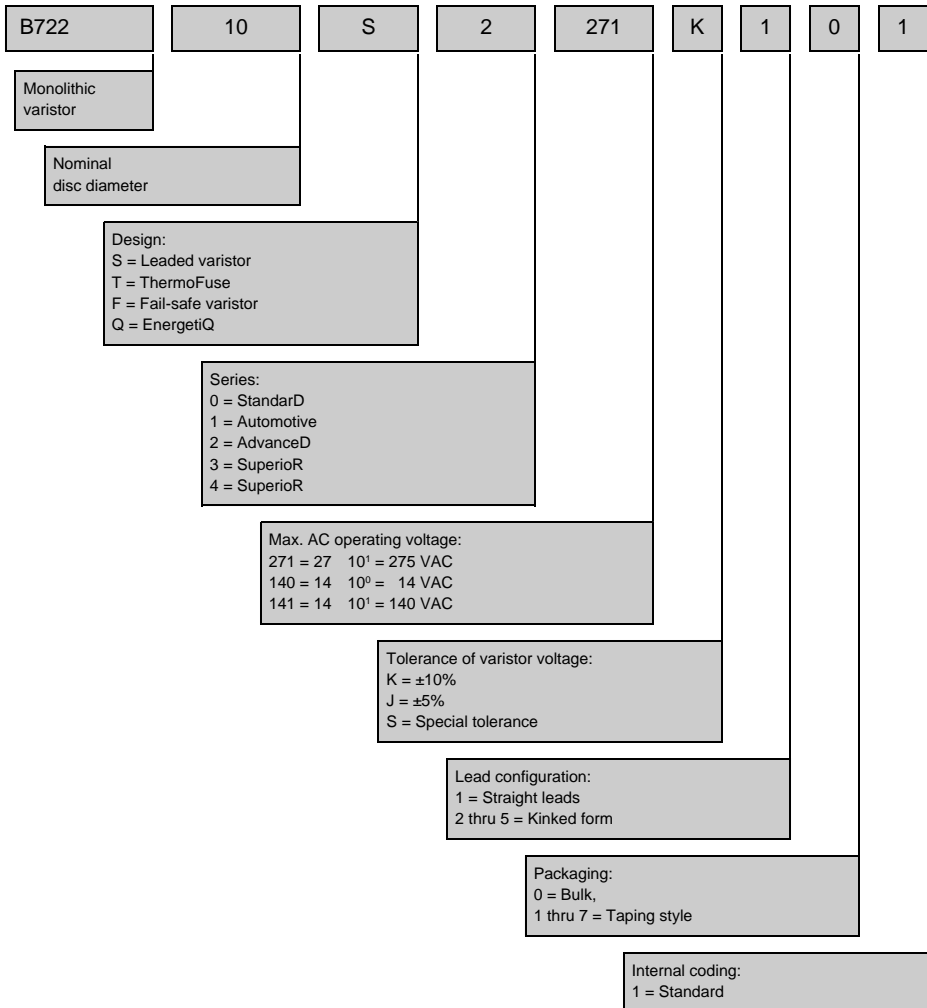 B722 10 S 2 271 K 1 0 1
Monolithic
varistor
Nominal
disc diameter
Design:
S = Leaded varistor
T = ThermoFuse
F = Fail-safe varistor
Q = EnergetiQ
Series:
0 = StandarD
1 = Automotive
2 = AdvanceD
3 = SuperioR
4 = SuperioR
Max. AC operating voltage:
271 = 27 10¹ = 275 VAC
140 = 14 10⁰ = 14 VAC
141 = 14 10¹ = 140 VAC
Tolerance of varistor voltage:
K = ±10%
J = ±5%
S = Special tolerance
Lead configuration:
1 = Straight leads
2 thru 5 = Kinked form
Packaging:
0 = Bulk,
1 thru 7 = Taping style
Internal coding:
1 = Standard